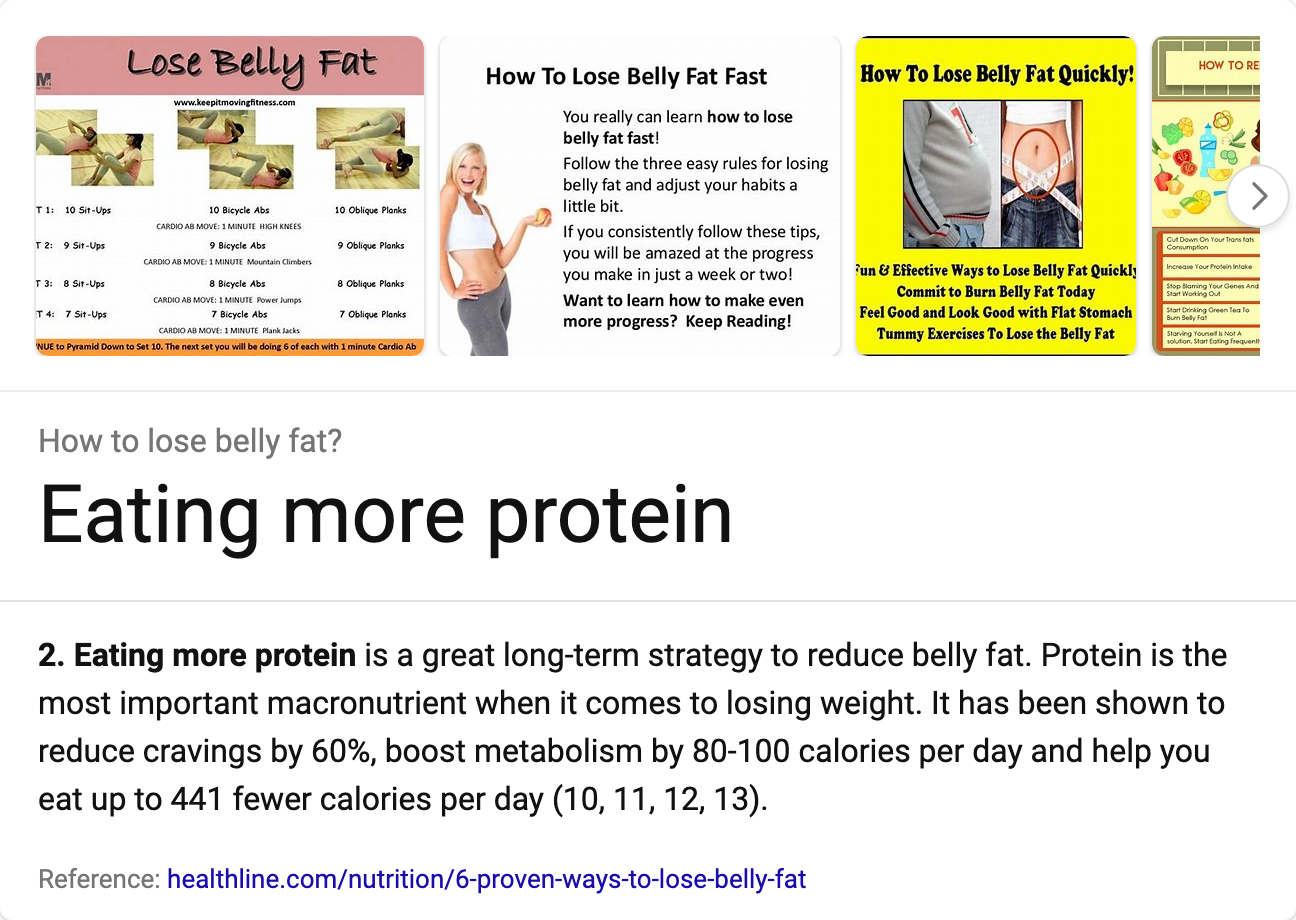 Lose Belly Fat
M
www.keepitmovingfitness.com
T 1: 10 Sit-Ups 10 Bicycle Abs 10 Oblique Planks
CARDIO AB MOVE: 1 MINUTE HIGH KNEES
T 2: 9 Sit-Ups 9 Bicycle Abs 9 Oblique Planks
CARDIO AB MOVE: 1 MINUTE Mountain Climbers
T 3: 8 Sit-Ups 8 Bicycle Abs 8 Oblique Planks
CARDIO AB MOVE: 1 MINUTE Power Jumps
T 4: 7 Sit-Ups 7 Bicycle Abs 7 Oblique Planks
CARDIO AB MOVE: 1 MINUTE Plank Jacks
NUE to Pyramid Down to Set 10. The next set you will be doing 6 of each with 1 minute Cardio Ab
How To Lose Belly Fat Fast
You really can learn how to lose
belly fat fast!
Follow the three easy rules for losing
belly fat and adjust your habits a
little bit.
If you consistently follow these tips,
you will be amazed at the progress
you make in just a week or two!
Want to learn how to make even
more progress? Keep Reading!
How To Lose Belly Fat Quickly!
Fun & Effective Ways to Lose Belly Fat Quickly
Commit to Burn Belly Fat Today
Feel Good and Look Good with Flat Stomach
Tummy Exercises To Lose the Belly Fat
HOW TO RE
Cut Down On Your Trans fats
Consumption
Increase Your Protein Intake
Stop Blaming Your Genes And
Start Working Out
Start Drinking Green Tea To
Burn Belly Fat
Starving Yourself Is Not A
solution, Start Eating Frequently
How to lose belly fat?
Eating more protein
2. Eating more protein is a great long-term strategy to reduce belly fat. Protein is the
most important macronutrient when it comes to losing weight. It has been shown to
reduce cravings by 60%, boost metabolism by 80-100 calories per day and help you
eat up to 441 fewer calories per day (10, 11, 12, 13).
Reference: healthline.com/nutrition/6-proven-ways-to-lose-belly-fat